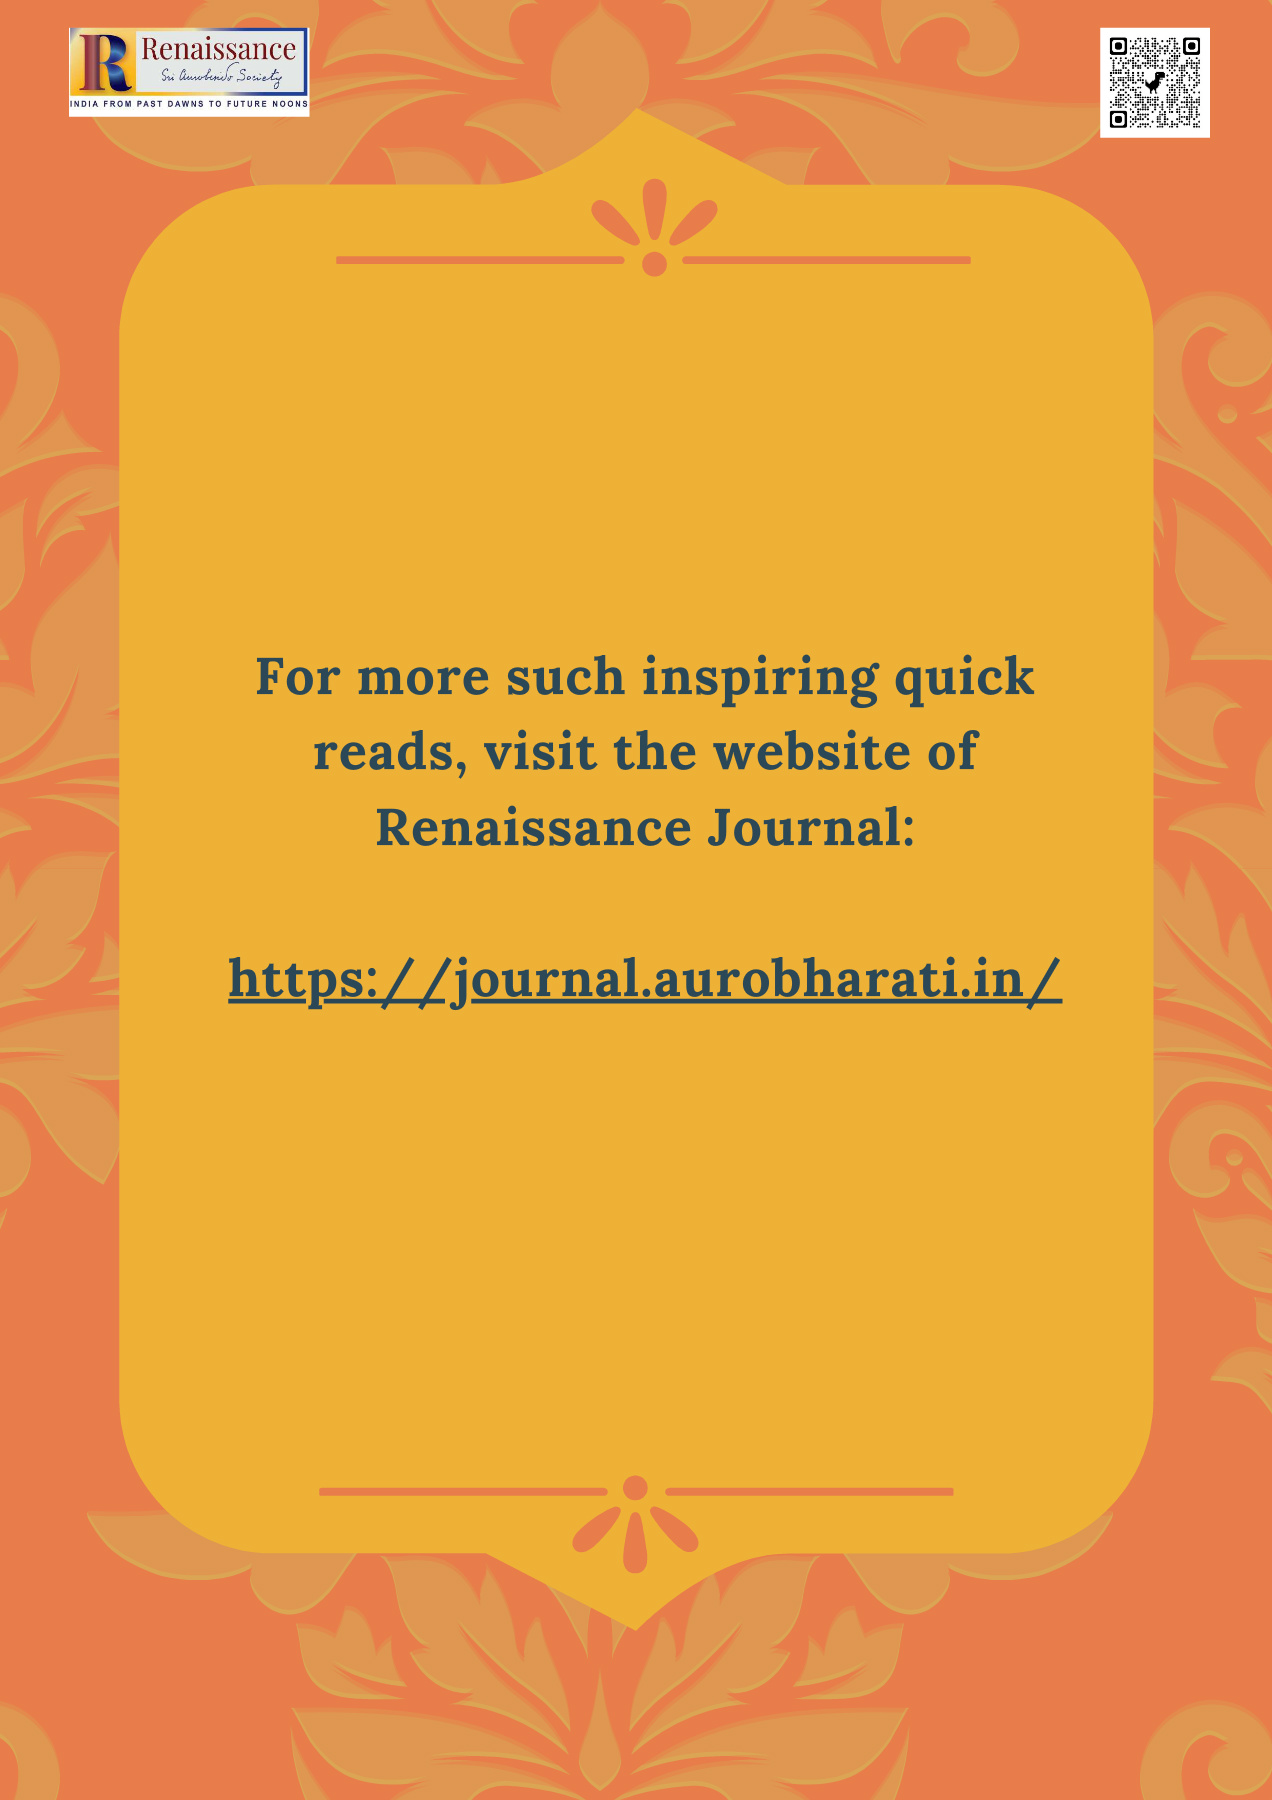 Renaissance
Sri Aurobindo Society
INDIA FROM PAST DAWNS TO FUTURE NOONS
For more such inspiring quick
reads, visit the website of
Renaissance Journal:
https://journal.aurobharati.in/